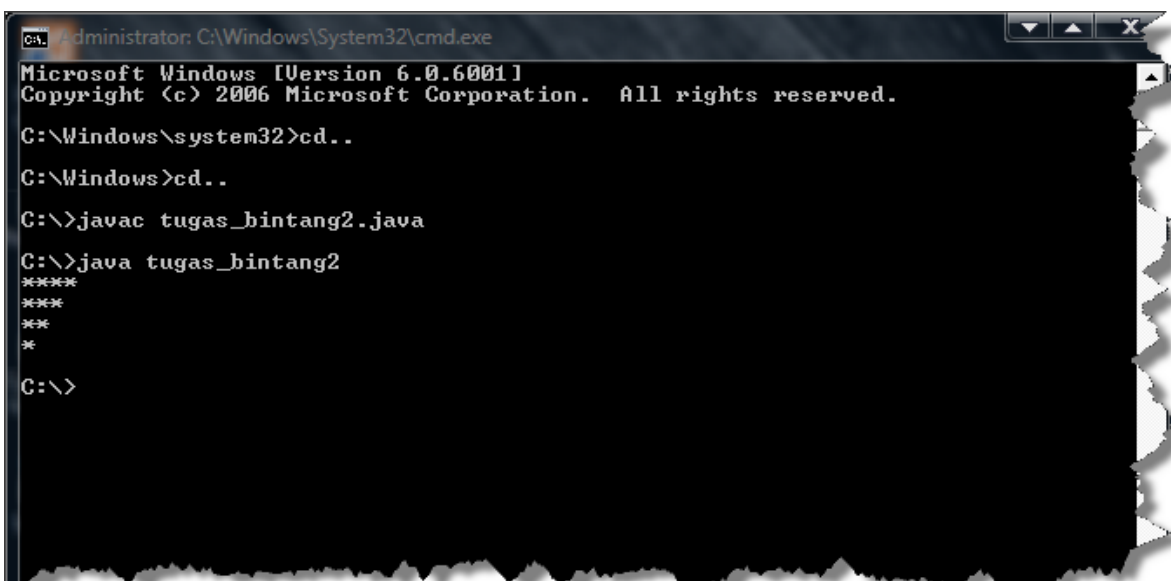 Administrator: C:\Windows\System32\cmd.exe
Microsoft Windows [Version 6.0.6001]
Copyright (c) 2006 Microsoft Corporation.  All rights reserved.
C:\Windows\system32>cd..
C:\Windows>cd..
C:\>javac tugas_bintang2.java
C:\>java tugas_bintang2
****
***
**
*
C:\>